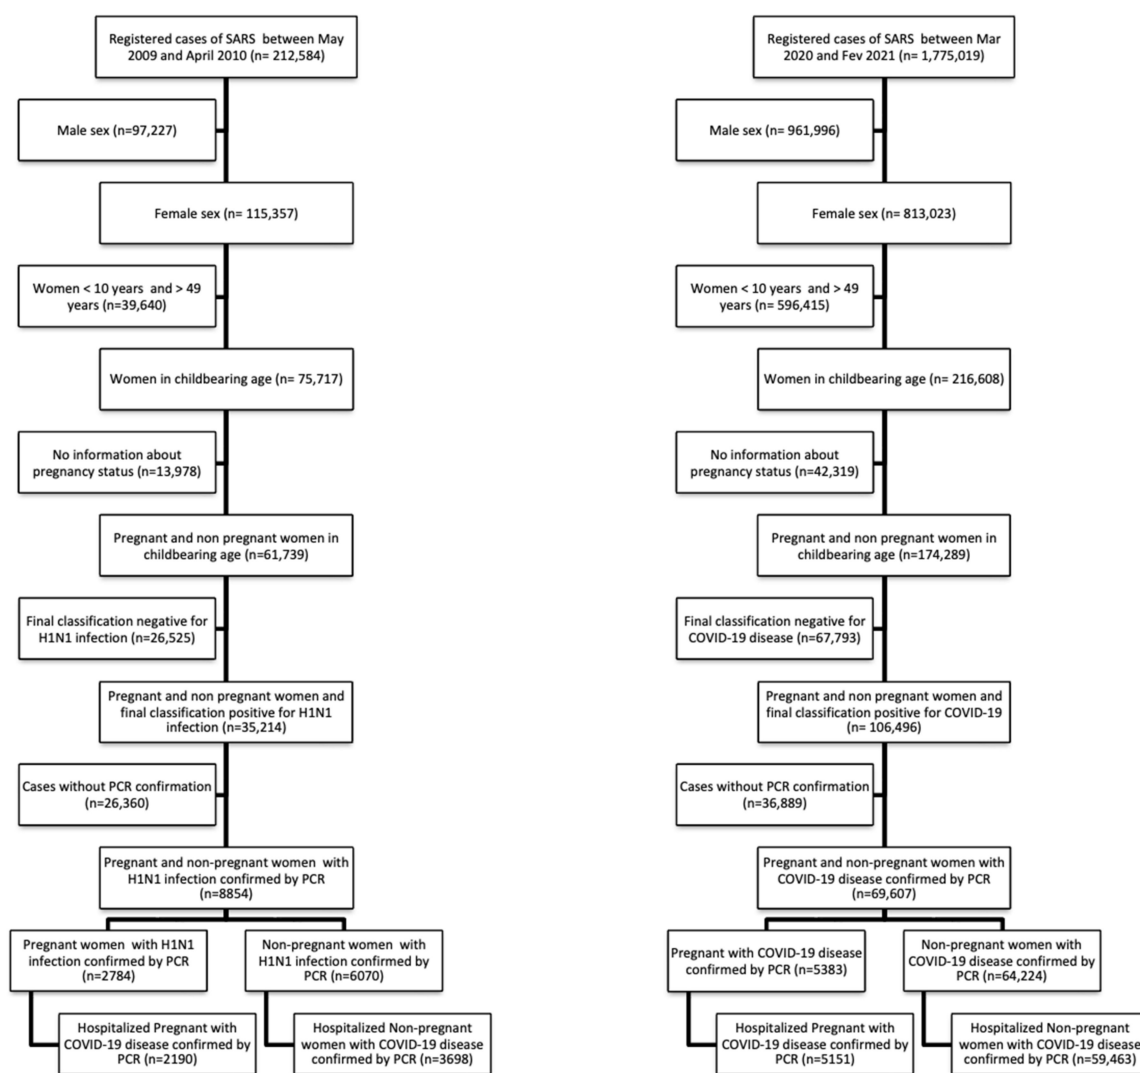 Registered cases of SARS between May
2009 and April 2010 (n= 212,584)
Male sex (n=97,227)
Female sex (n= 115,357)
Women < 10 years and > 49
years (n=39,640)
Women in childbearing age (n= 75,717)
No information about
pregnancy status (n=13,978)
Pregnant and non pregnant women in
childbearing age (n=61,739)
Final classification negative for
H1N1 infection (n=26,525)
Pregnant and non pregnant women and
final classification positive for H1N1
infection (n=35,214)
Cases without PCR confirmation
(n=26,360)
Pregnant and non-pregnant women with
H1N1 infection confirmed by PCR
(n=8854)
Pregnant women with H1N1
infection confirmed by PCR
(n=2784)
Non-pregnant women with
H1N1 infection confirmed by
PCR (n=6070)
Hospitalized Pregnant with
COVID-19 disease confirmed by
PCR (n=2190)
Hospitalized Non-pregnant
women with COVID-19 disease
confirmed by PCR (n=3698)
Registered cases of SARS between Mar
2020 and Fev 2021 (n= 1,775,019)
Male sex (n= 961,996)
Female sex (n= 813,023)
Women < 10 years and > 49
years (n= 596,415)
Women in childbearing age (n= 216,608)
No information about
pregnancy status (n=42,319)
Pregnant and non pregnant women in
childbearing age (n=174,289)
Final classification negative for
COVID-19 disease (n=67,793)
Pregnant and non pregnant women and
final classification positive for COVID-19
(n= 106,496)
Cases without PCR confirmation
(n=36,889)
Pregnant and non-pregnant women with
COVID-19 disease confirmed by PCR
(n=69,607)
Pregnant with COVID-19 disease
confirmed by PCR (n=5383)
Non-pregnant women with
COVID-19 disease confirmed by
PCR (n=64,224)
Hospitalized Pregnant with
COVID-19 disease confirmed by
PCR (n=5151)
Hospitalized Non-pregnant
women with COVID-19 disease
confirmed by PCR (n=59,463)